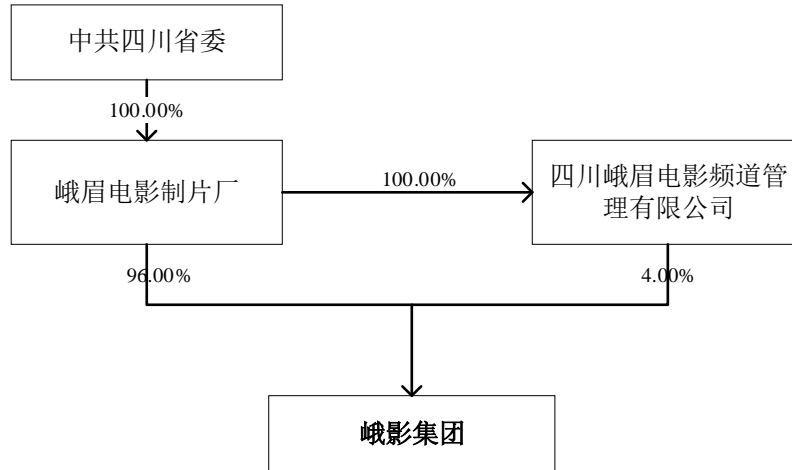 中共四川省委
100.00%
峨眉电影制片厂
100.00%
四川峨眉电影频道管
理有限公司
96.00%
4.00%
峨影集团